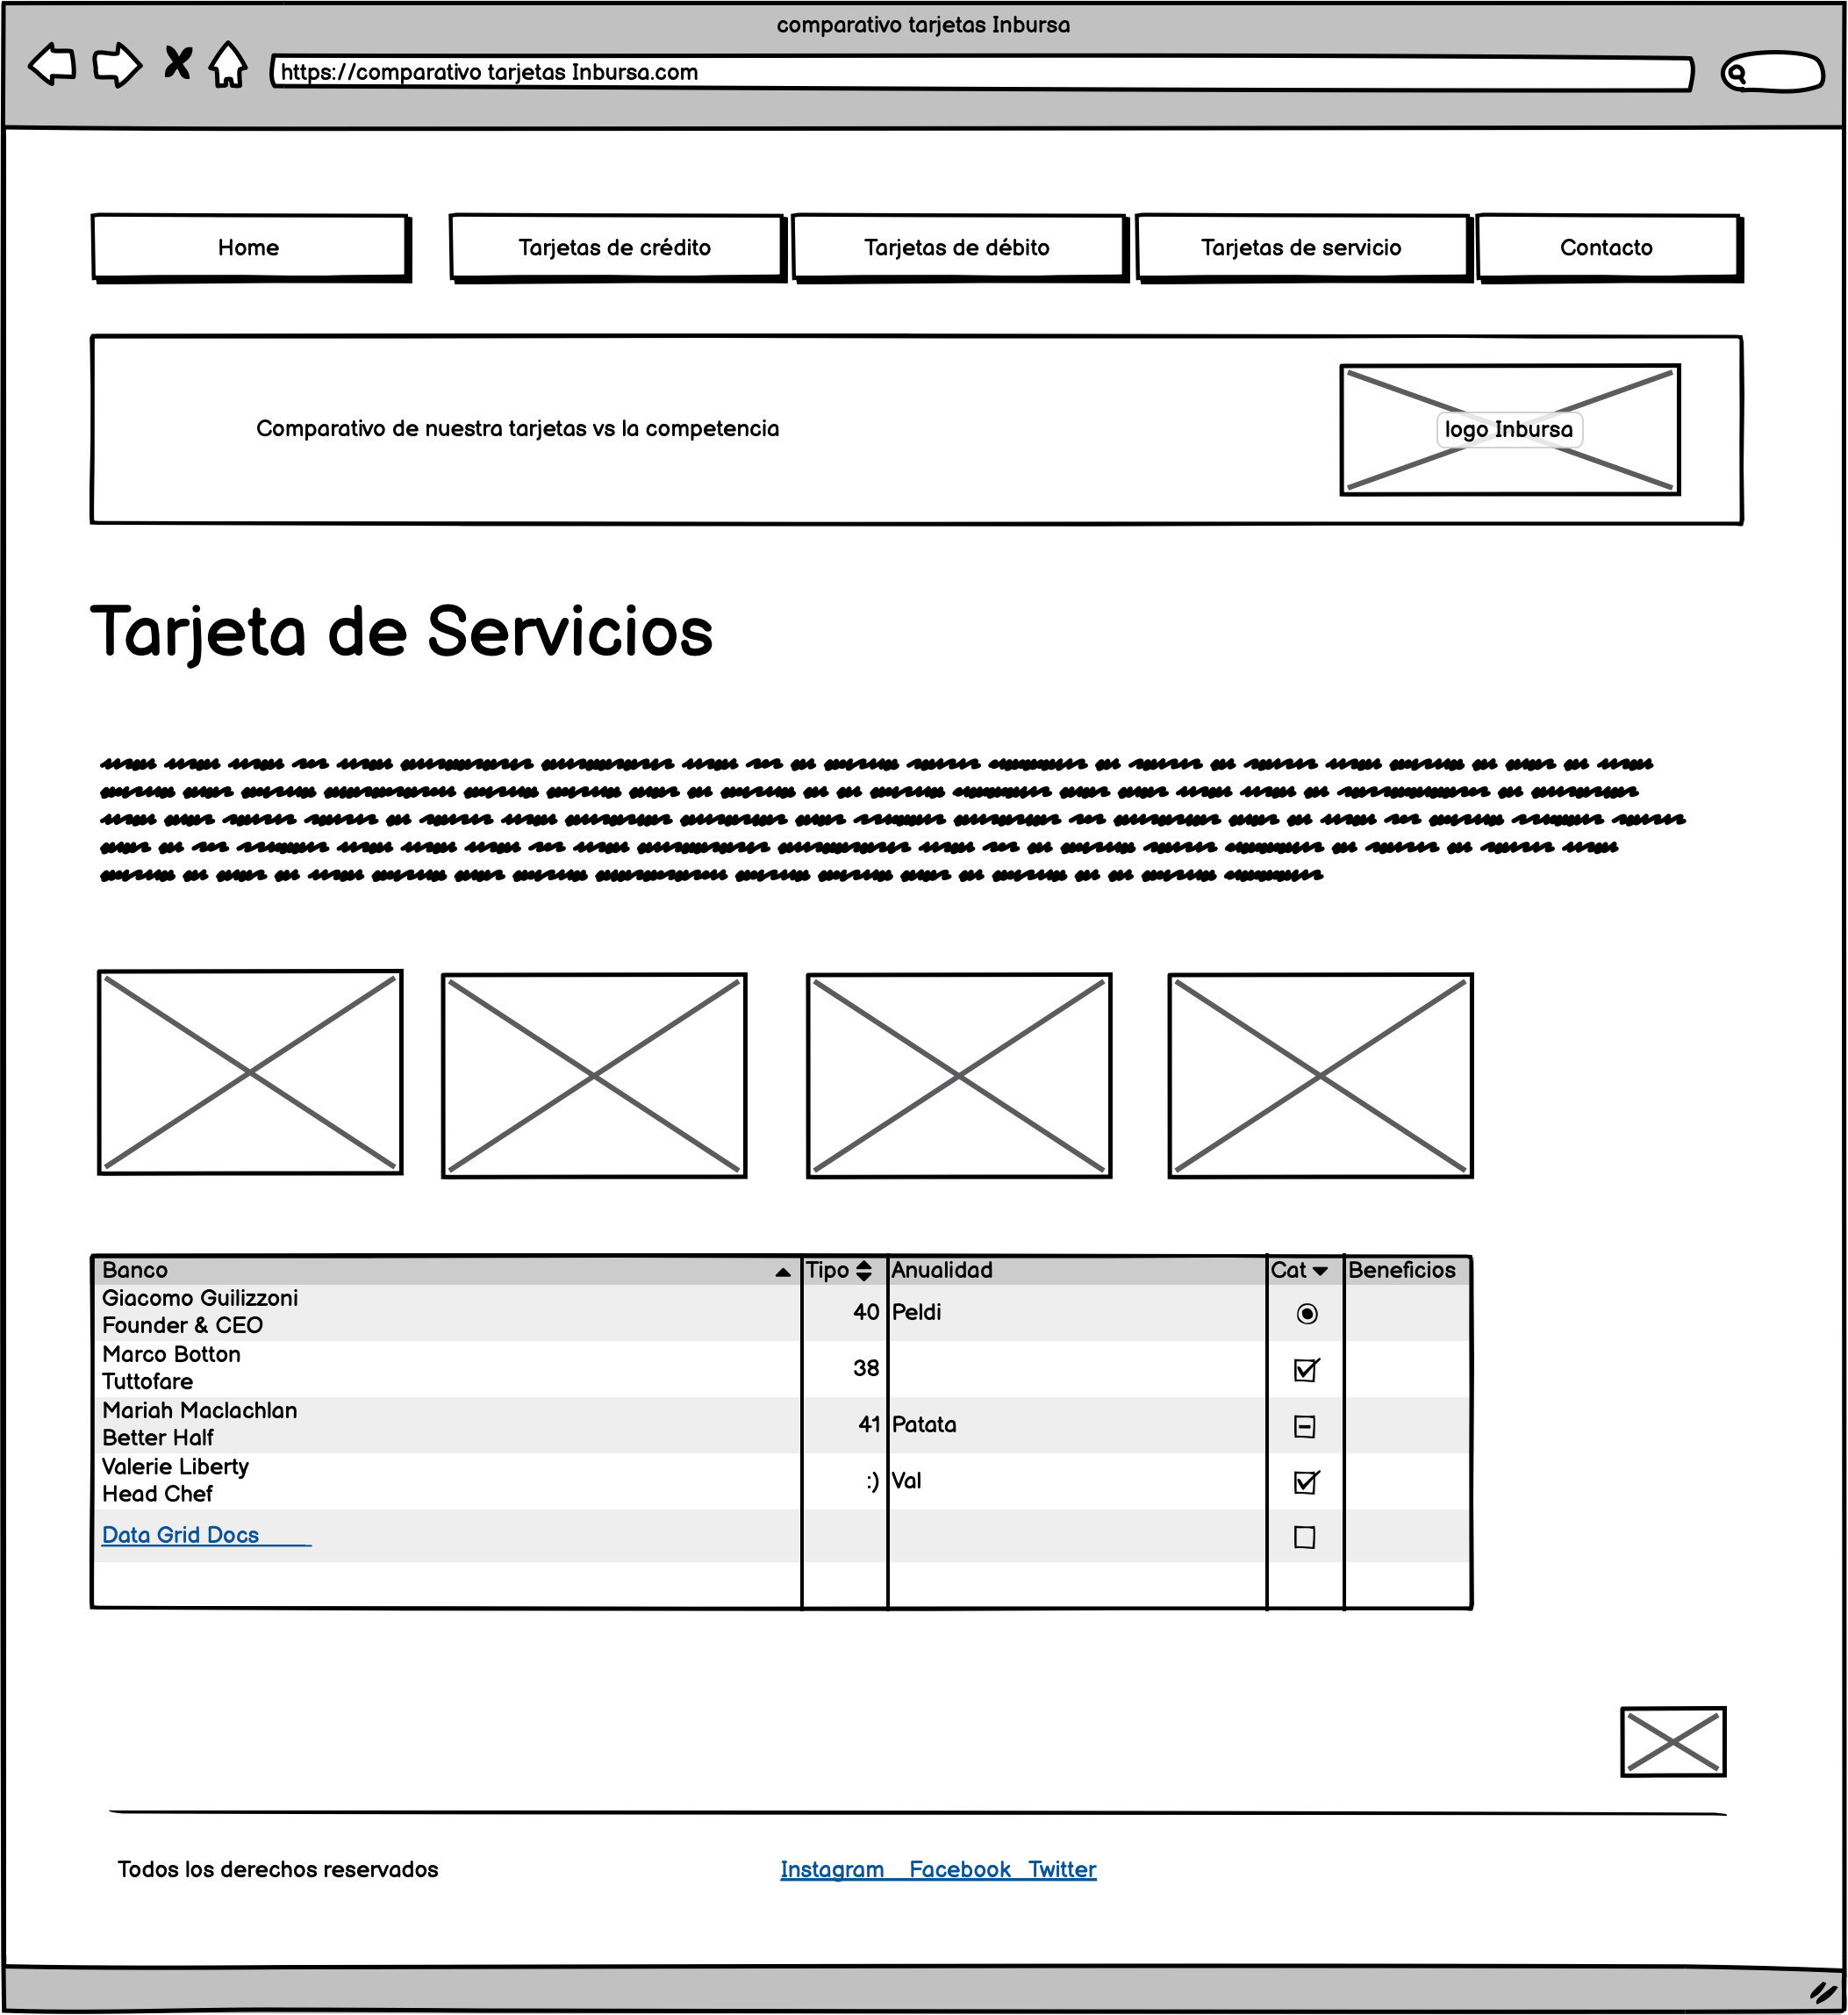 comparativo tarjetas Inbursa
https://comparativo tarjetas Inbursa.com
Home Tarjetas de crédito Tarjetas de débito Tarjetas de servicio Contacto
Comparativo de nuestra tarjetas vs la competencia
logo Inbursa
Tarjeta de Servicios
Banco Tipo Anualidad Cat Beneficios
Giacomo Guilizzoni
Founder & CEO
40 Peldi
Marco Botton
Tuttofare
38
Mariah Maclachlan
Better Half
41 Patata
Valerie Liberty
Head Chef
:) Val
Data Grid Docs
Todos los derechos reservados
Instagram Facebook Twitter